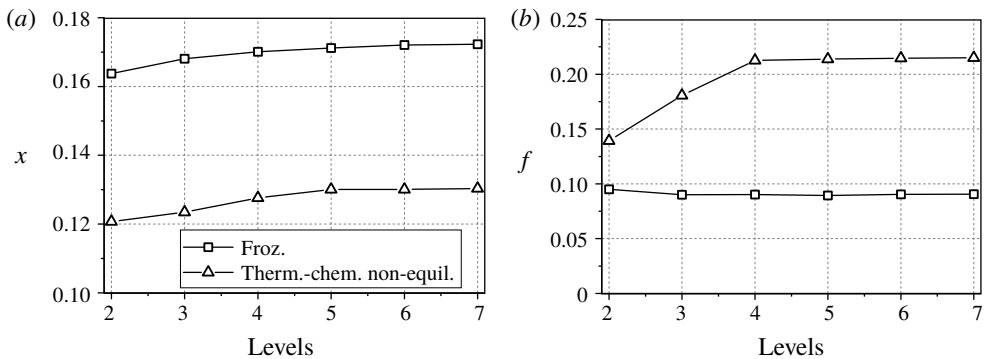 (a)
0.18
0.16
0.14
x
0.12
0.10
2 3 4 5 6 7
Levels
Froz.
Therm.-chem. non-equil.
(b)
0.25
0.20
0.15
f
0.10
0.05
0
2 3 4 5 6 7
Levels